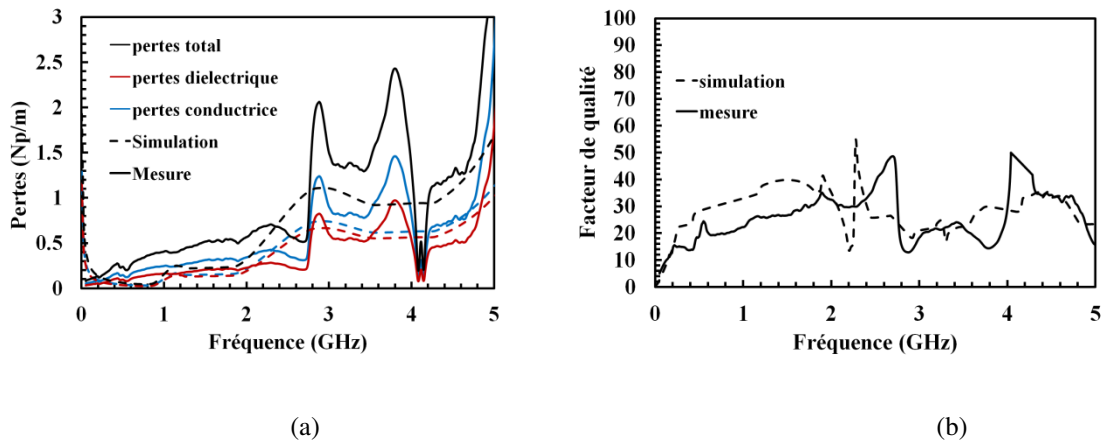 3
2.5
2
1.5
1
0.5
0
Pertes (Np/m)
pertes total
pertes dielectrique
pertes conductrice
Simulation
Mesure
0 1 2 3 4 5
Fréquence (GHz)
(a)
100
90
80
70
60
50
40
30
20
10
0
Facteur de qualité
simulation
mesure
0 1 2 3 4 5
Fréquence (GHz)
(b)